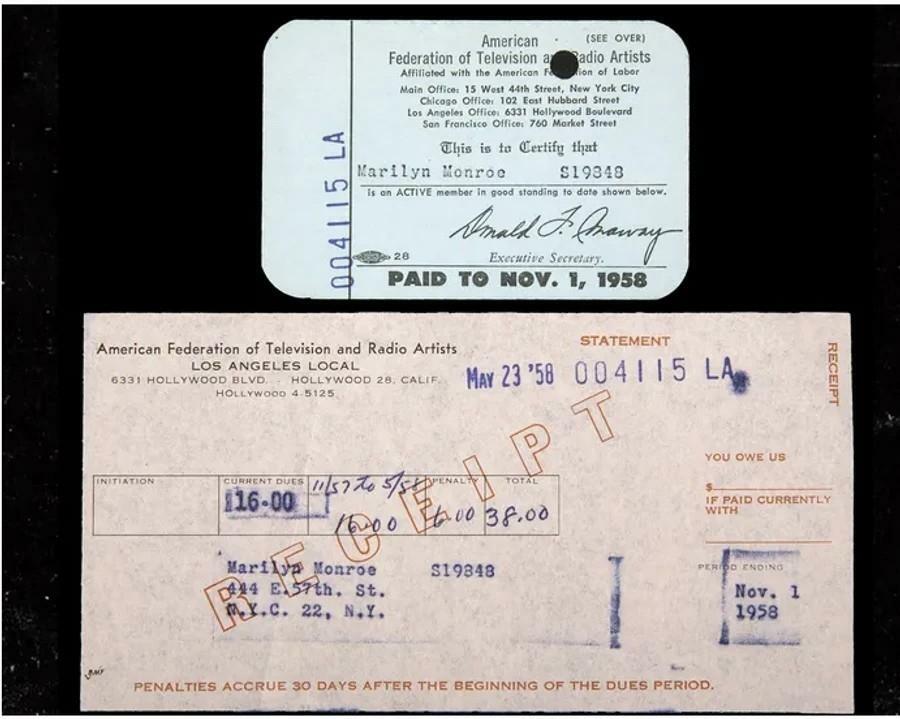 American (SEE OVER)
Federation of Television a Radio Artists
Affiliated with the American Fe ion of Labor
Main Office: 15 West 44th Street, New York City
Chicago Office: 102 East Hubbard Street
Los Angeles Office: 6331 Hollywood Boulevard
San Francisco Office: 760 Market Street
This is to Certify that
Marilyn Monroe S19848
is an ACTIVE member in good standing to date shown below.
Donald F. Conaway
28 Executive Secretary.
PAID TO NOV. 1, 1958
004115 LA
American Federation of Television and Radio Artists
LOS ANGELES LOCAL
6331 HOLLYWOOD BLVD. · HOLLYWOOD 28, CALIF.
HOLLYWOOD 4-5125
STATEMENT
MAY 23 '58 004115 LA
RECEIPT
RECEIPT
YOU OWE US
$
IF PAID CURRENTLY
WITH
INITIATION CURRENT DUES 11/57 to 5/58 PENALTY TOTAL
16.00 16.00 6.00 38.00
Marilyn Monroe S19848
444 E.57th. St.
N.Y.C. 22, N.Y.
PERIOD ENDING
Nov. 1
1958
PENALTIES ACCRUE 30 DAYS AFTER THE BEGINNING OF THE DUES PERIOD.